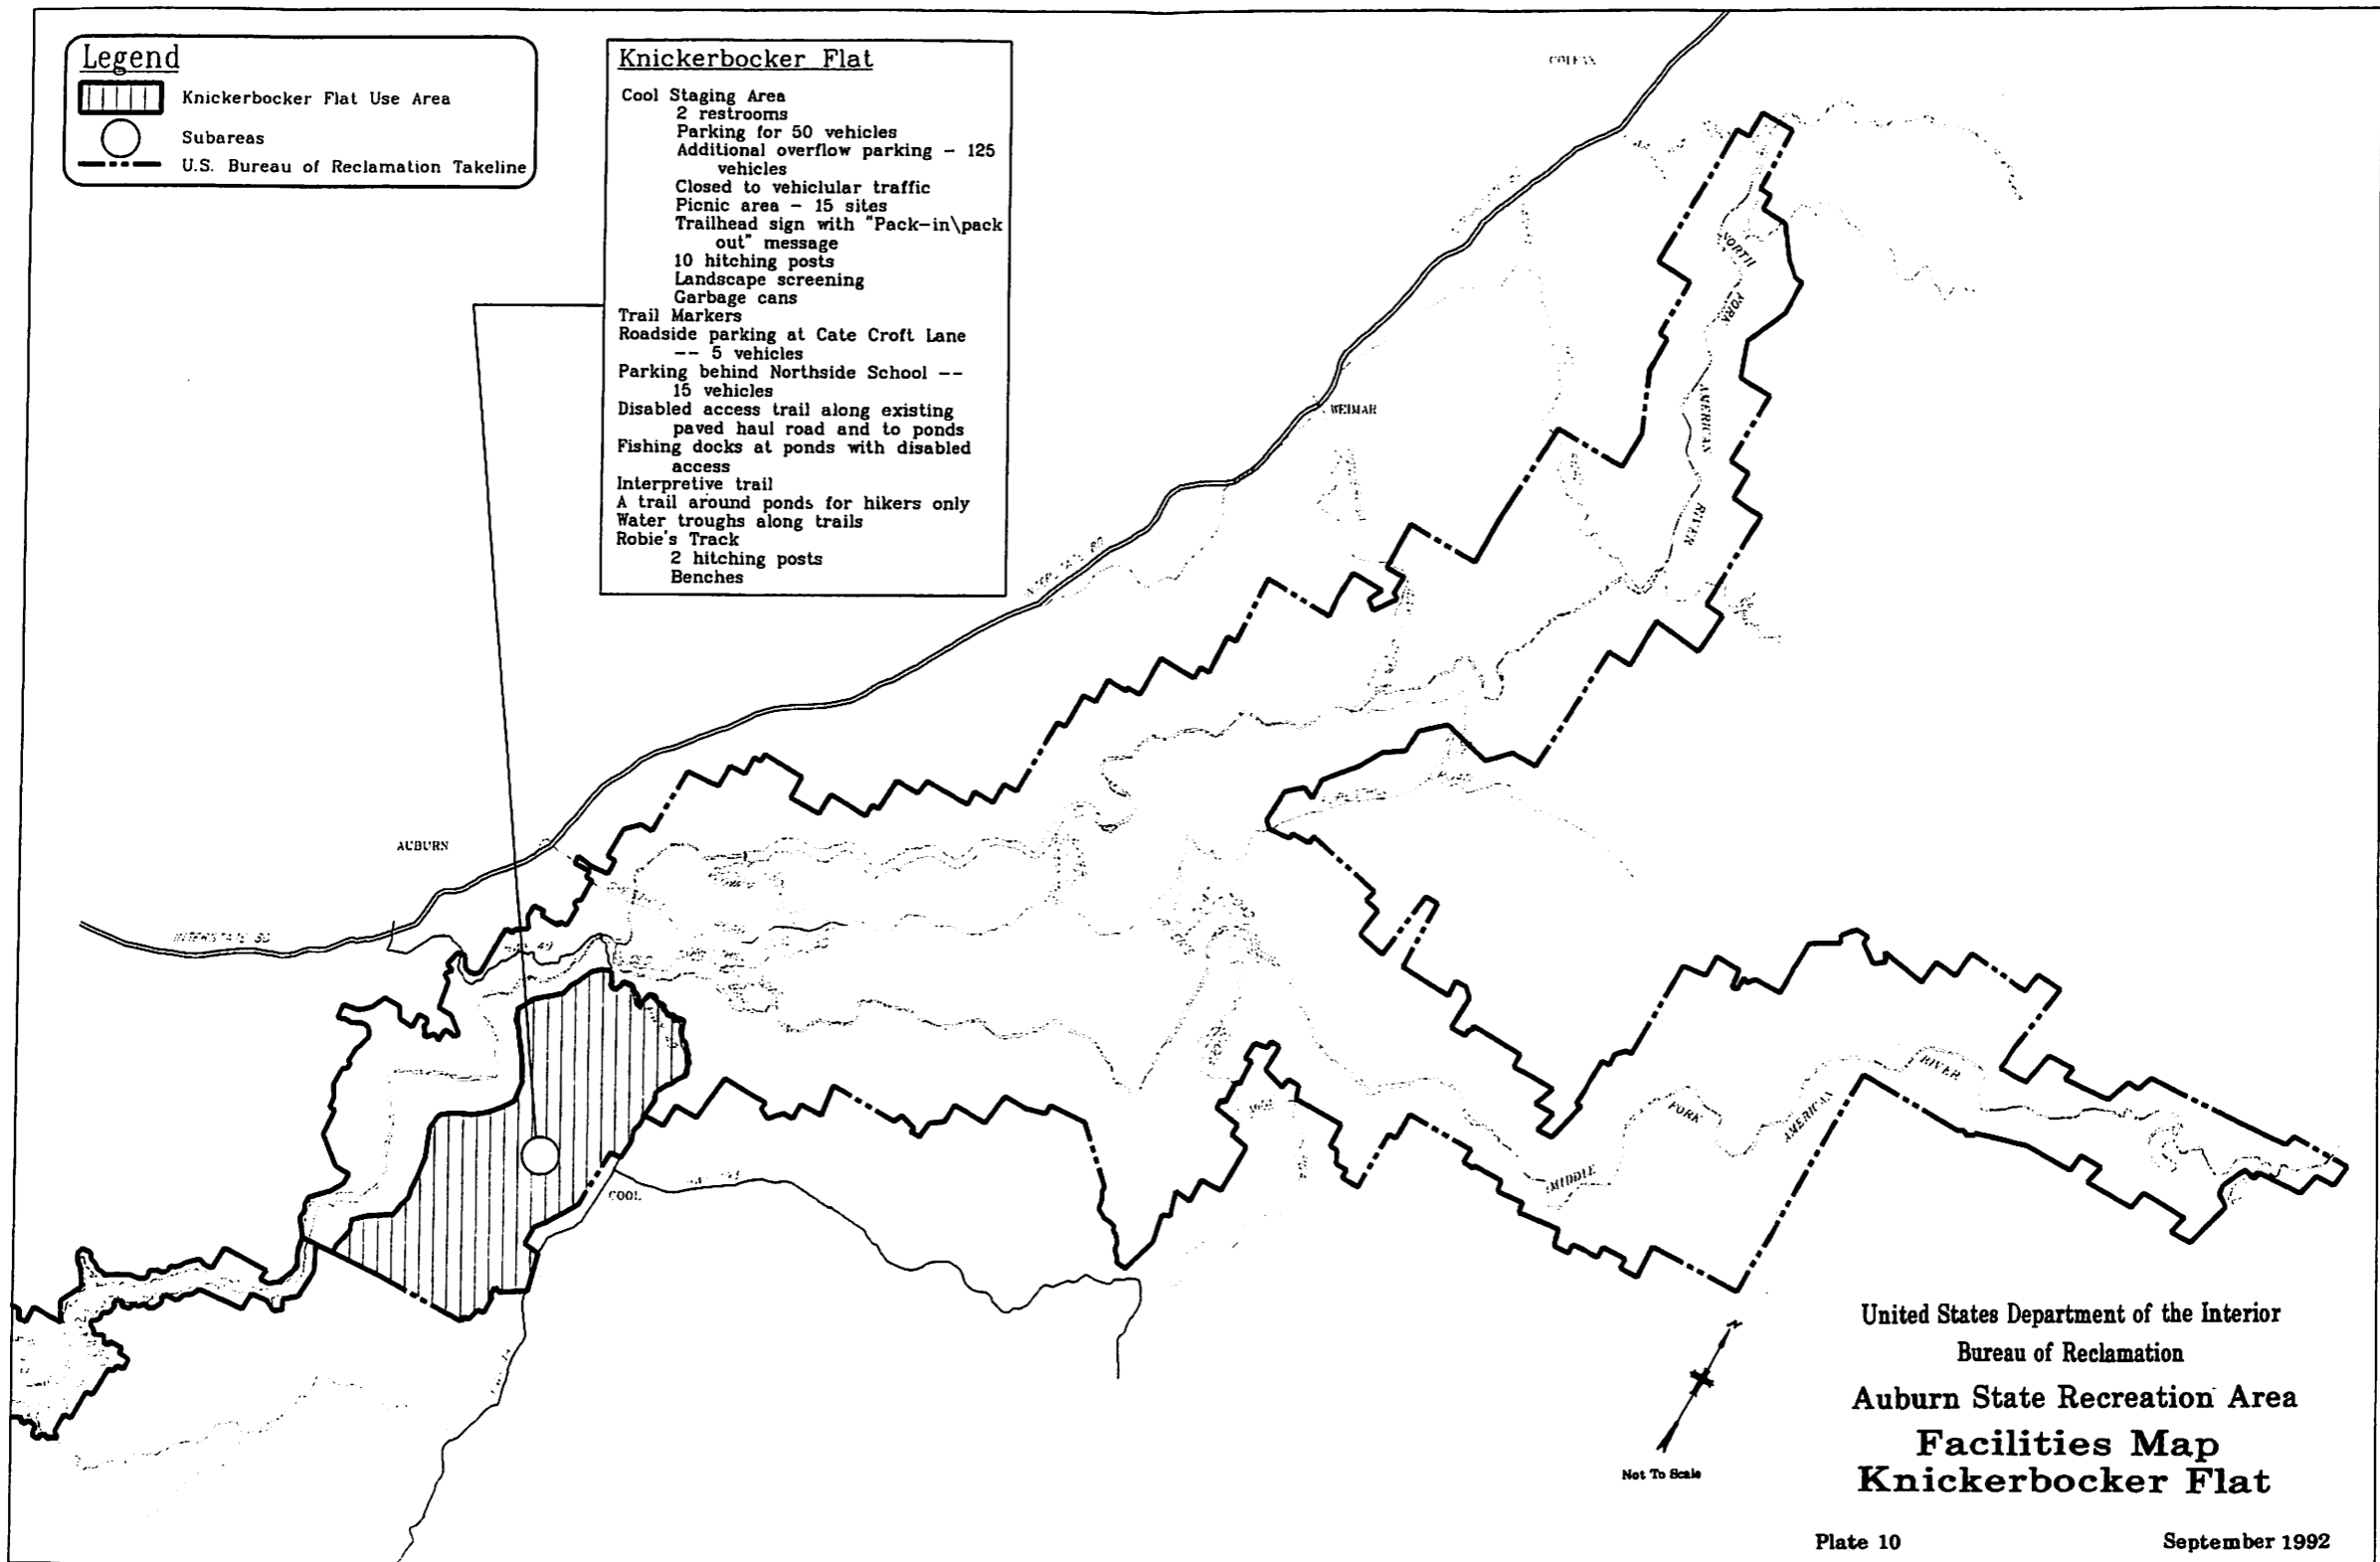 Legend
Knickerbocker Flat Use Area
Subareas
U.S. Bureau of Reclamation Takeline
Knickerbocker Flat
Cool Staging Area
2 restrooms
Parking for 50 vehicles
Additional overflow parking – 125
vehicles
Closed to vehiclular traffic
Picnic area – 15 sites
Trailhead sign with "Pack–in\pack
out" message
10 hitching posts
Landscape screening
Garbage cans
Trail Markers
Roadside parking at Cate Croft Lane
-- 5 vehicles
Parking behind Northside School --
15 vehicles
Disabled access trail along existing
paved haul road and to ponds
Fishing docks at ponds with disabled
access
Interpretive trail
A trail around ponds for hikers only
Water troughs along trails
Robie's Track
2 hitching posts
Benches
COLFAX
NORTH
FORK
AMERICAN
RIVER
WEIMAR
AUBURN
INTERSTATE 80
49
COOL
MIDDLE
FORK
AMERICAN
RIVER
N
Not To Scale
United States Department of the Interior
Bureau of Reclamation
Auburn State Recreation Area
Facilities Map
Knickerbocker Flat
Plate 10
September 1992